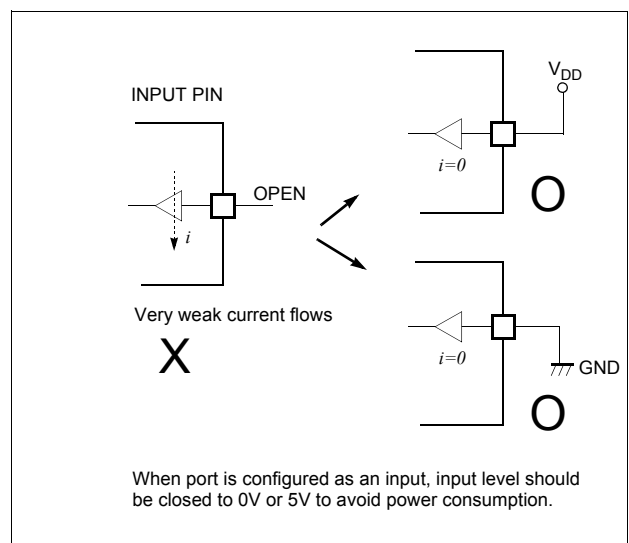 INPUT PIN
OPEN
i
Very weak current flows
X
V_DD
i=0
O
i=0
GND
O
When port is configured as an input, input level should
be closed to 0V or 5V to avoid power consumption.